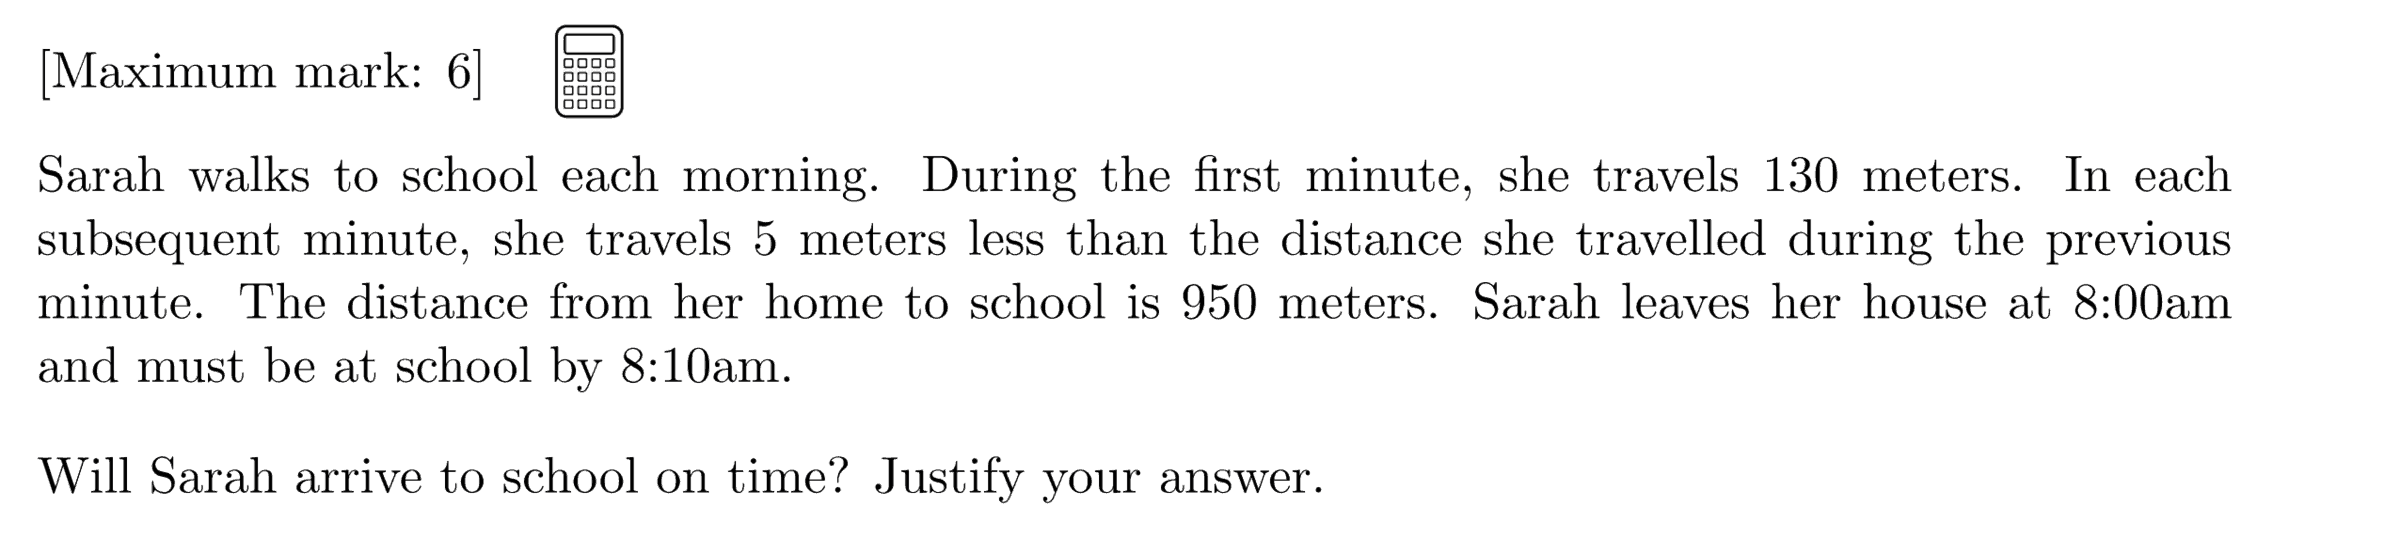 [Maximum mark: 6]
Sarah walks to school each morning. During the first minute, she travels 130 meters. In each
subsequent minute, she travels 5 meters less than the distance she travelled during the previous
minute. The distance from her home to school is 950 meters. Sarah leaves her house at 8:00am
and must be at school by 8:10am.
Will Sarah arrive to school on time? Justify your answer.